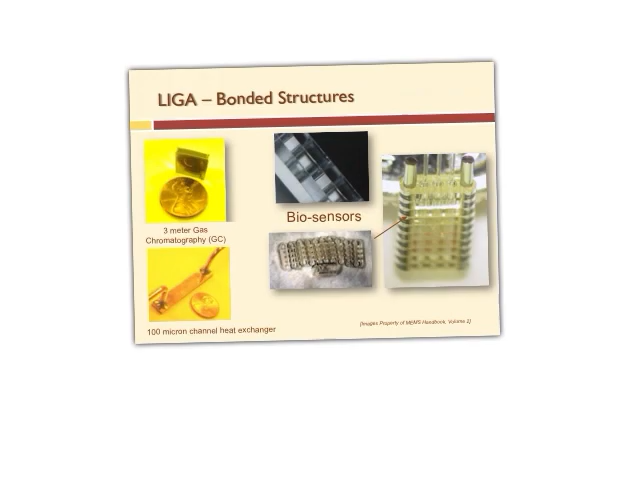 LIGA – Bonded Structures
3 meter Gas
Chromatography (GC)
Bio-sensors
100 micron channel heat exchanger
[Images Property of MEMS Handbook, Volume 2]